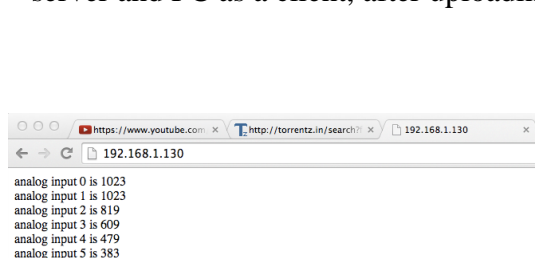 server and PC as a client, after
https://www.youtube.com × http://torrentz.in/search? × 192.168.1.130 ×
192.168.1.130
analog input 0 is 1023
analog input 1 is 1023
analog input 2 is 819
analog input 3 is 609
analog input 4 is 479
analog input 5 is 383